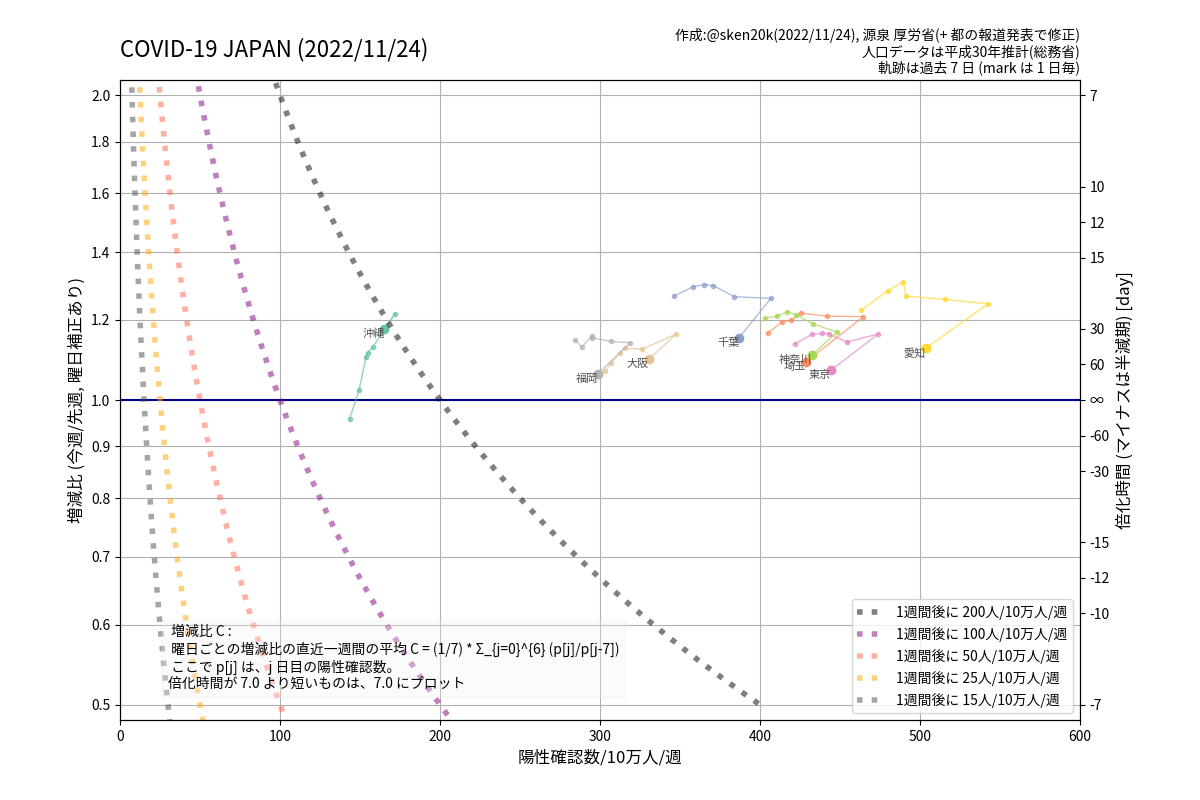 COVID-19 JAPAN (2022/11/24)
作成:@sken20k(2022/11/24), 源泉 厚労省(+ 都の報道発表で修正)
人口データは平成30年推計(総務省)
軌跡は過去 7 日 (mark は 1 日毎)
増減比 (今週/先週, 曜日補正あり)
2.0
1.8
1.6
1.4
1.2
1.0
0.9
0.8
0.7
0.6
0.5
沖縄
福岡
大阪
千葉
神奈川
埼玉
東京
愛知
7
10
12
15
30
60
∞
-60
-30
-15
-12
-10
-7
倍化時間 (マイナスは半減期) [day]
増減比 C :
曜日ごとの増減比の直近一週間の平均 C = (1/7) * Σ_{j=0}^{6} (p[j]/p[j-7])
ここで p[j] は、j 日目の陽性確認数。
倍化時間が 7.0 より短いものは、7.0 にプロット
1週間後に 200人/10万人/週
1週間後に 100人/10万人/週
1週間後に 50人/10万人/週
1週間後に 25人/10万人/週
1週間後に 15人/10万人/週
0 100 200 300 400 500 600
陽性確認数/10万人/週